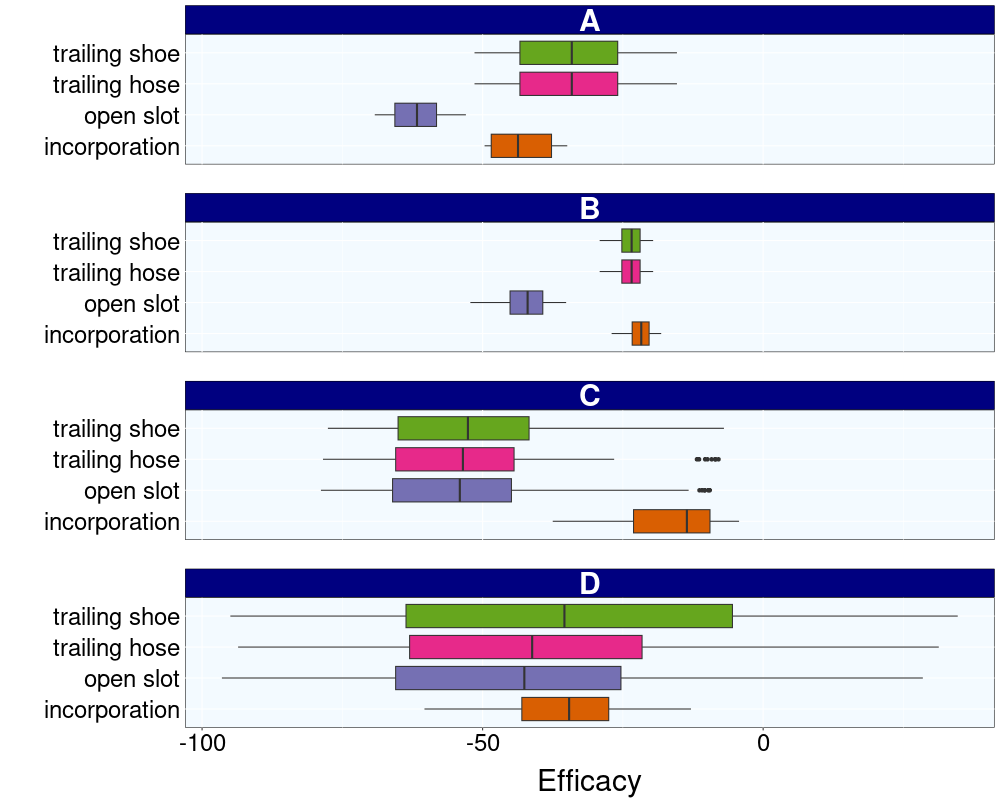 A
trailing shoe
trailing hose
open slot
incorporation
B
trailing shoe
trailing hose
open slot
incorporation
C
trailing shoe
trailing hose
open slot
incorporation
D
trailing shoe
trailing hose
open slot
incorporation
-100 -50 0
Efficacy